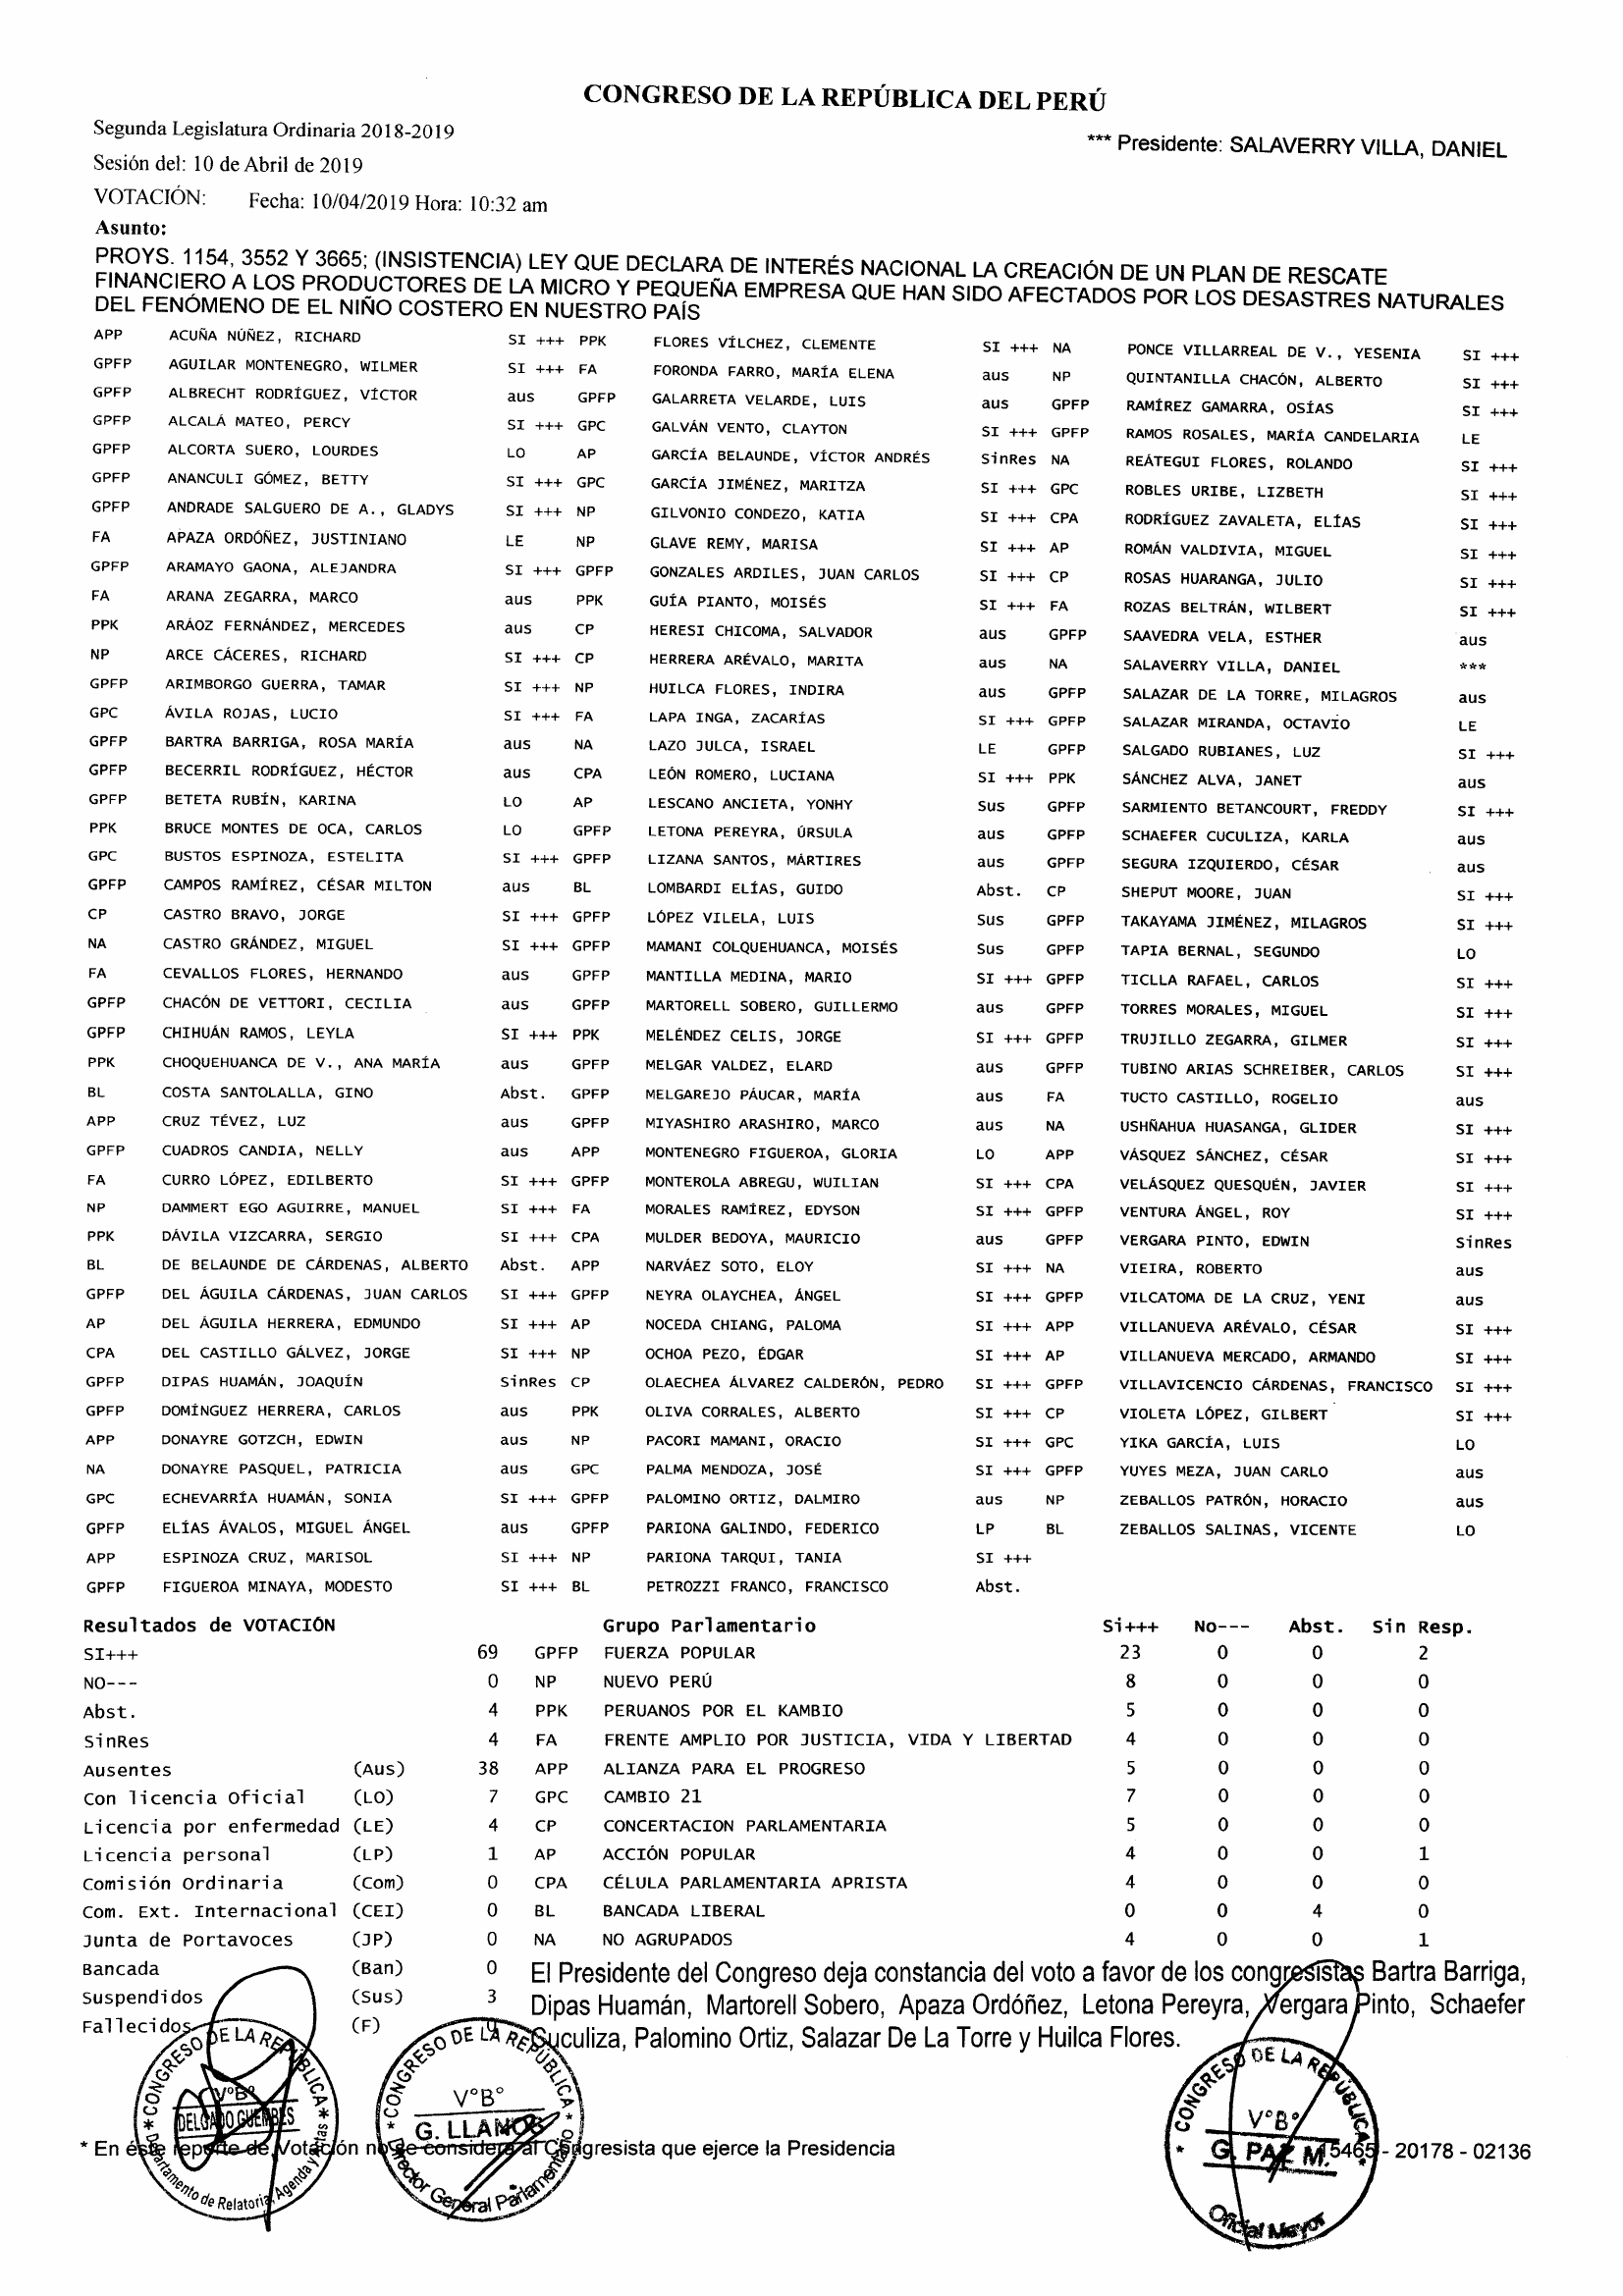 CONGRESO DE LA REPÚBLICA DEL PERÚ
Segunda Legislatura Ordinaria 2018-2019
*** Presidente: SALAVERRY VILLA, DANIEL
Sesión del: 10 de Abril de 2019
VOTACIÓN: Fecha: 10/04/2019 Hora: 10:32 am
Asunto:
PROYS. 1154, 3552 Y 3665; (INSISTENCIA) LEY QUE DECLARA DE INTERÉS NACIONAL LA CREACIÓN DE UN PLAN DE RESCATE
FINANCIERO A LOS PRODUCTORES DE LA MICRO Y PEQUEÑA EMPRESA QUE HAN SIDO AFECTADOS POR LOS DESASTRES NATURALES
DEL FENÓMENO DE EL NIÑO COSTERO EN NUESTRO PAÍS
APP ACUÑA NÚÑEZ, RICHARD SI +++ PPK FLORES VÍLCHEZ, CLEMENTE SI +++ NA PONCE VILLARREAL DE V., YESENIA SI +++
GPFP AGUILAR MONTENEGRO, WILMER SI +++ FA FORONDA FARRO, MARÍA ELENA aus NP QUINTANILLA CHACÓN, ALBERTO SI +++
GPFP ALBRECHT RODRÍGUEZ, VÍCTOR aus GPFP GALARRETA VELARDE, LUIS aus GPFP RAMÍREZ GAMARRA, OSÍAS SI +++
GPFP ALCALÁ MATEO, PERCY SI +++ GPC GALVÁN VENTO, CLAYTON SI +++ GPFP RAMOS ROSALES, MARÍA CANDELARIA LE
GPFP ALCORTA SUERO, LOURDES LO AP GARCÍA BELAUNDE, VÍCTOR ANDRÉS SinRes NA REÁTEGUI FLORES, ROLANDO SI +++
GPFP ANANCULI GÓMEZ, BETTY SI +++ GPC GARCÍA JIMÉNEZ, MARITZA SI +++ GPC ROBLES URIBE, LIZBETH SI +++
GPFP ANDRADE SALGUERO DE A., GLADYS SI +++ NP GILVONIO CONDEZO, KATIA SI +++ CPA RODRÍGUEZ ZAVALETA, ELÍAS SI +++
FA APAZA ORDÓÑEZ, JUSTINIANO LE NP GLAVE REMY, MARISA SI +++ AP ROMÁN VALDIVIA, MIGUEL SI +++
GPFP ARAMAYO GAONA, ALEJANDRA SI +++ GPFP GONZALES ARDILES, JUAN CARLOS SI +++ CP ROSAS HUARANGA, JULIO SI +++
FA ARANA ZEGARRA, MARCO aus PPK GUÍA PIANTO, MOISÉS SI +++ FA ROZAS BELTRÁN, WILBERT SI +++
PPK ARÁOZ FERNÁNDEZ, MERCEDES aus CP HERESI CHICOMA, SALVADOR aus GPFP SAAVEDRA VELA, ESTHER aus
NP ARCE CÁCERES, RICHARD SI +++ CP HERRERA ARÉVALO, MARITA aus NA SALAVERRY VILLA, DANIEL ***
GPFP ARIMBORGO GUERRA, TAMAR SI +++ NP HUILCA FLORES, INDIRA aus GPFP SALAZAR DE LA TORRE, MILAGROS aus
GPC ÁVILA ROJAS, LUCIO SI +++ FA LAPA INGA, ZACARÍAS SI +++ GPFP SALAZAR MIRANDA, OCTAVIO LE
GPFP BARTRA BARRIGA, ROSA MARÍA aus NA LAZO JULCA, ISRAEL LE GPFP SALGADO RUBIANES, LUZ SI +++
GPFP BECERRIL RODRÍGUEZ, HÉCTOR aus CPA LEÓN ROMERO, LUCIANA SI +++ PPK SÁNCHEZ ALVA, JANET aus
GPFP BETETA RUBÍN, KARINA LO AP LESCANO ANCIETA, YONHY Sus GPFP SARMIENTO BETANCOURT, FREDDY SI +++
PPK BRUCE MONTES DE OCA, CARLOS LO GPFP LETONA PEREYRA, ÚRSULA aus GPFP SCHAEFER CUCULIZA, KARLA aus
GPC BUSTOS ESPINOZA, ESTELITA SI +++ GPFP LIZANA SANTOS, MÁRTIRES aus GPFP SEGURA IZQUIERDO, CÉSAR aus
GPFP CAMPOS RAMÍREZ, CÉSAR MILTON aus BL LOMBARDI ELÍAS, GUIDO Abst. CP SHEPUT MOORE, JUAN SI +++
CP CASTRO BRAVO, JORGE SI +++ GPFP LÓPEZ VILELA, LUIS Sus GPFP TAKAYAMA JIMÉNEZ, MILAGROS SI +++
NA CASTRO GRÁNDEZ, MIGUEL SI +++ GPFP MAMANI COLQUEHUANCA, MOISÉS Sus GPFP TAPIA BERNAL, SEGUNDO LO
FA CEVALLOS FLORES, HERNANDO aus GPFP MANTILLA MEDINA, MARIO SI +++ GPFP TICLLA RAFAEL, CARLOS SI +++
GPFP CHACÓN DE VETTORI, CECILIA aus GPFP MARTORELL SOBERO, GUILLERMO aus GPFP TORRES MORALES, MIGUEL SI +++
GPFP CHIHUÁN RAMOS, LEYLA SI +++ PPK MELÉNDEZ CELIS, JORGE SI +++ GPFP TRUJILLO ZEGARRA, GILMER SI +++
PPK CHOQUEHUANCA DE V., ANA MARÍA aus GPFP MELGAR VALDEZ, ELARD aus GPFP TUBINO ARIAS SCHREIBER, CARLOS SI +++
BL COSTA SANTOLALLA, GINO Abst. GPFP MELGAREJO PÁUCAR, MARÍA aus FA TUCTO CASTILLO, ROGELIO aus
APP CRUZ TÉVEZ, LUZ aus GPFP MIYASHIRO ARASHIRO, MARCO aus NA USHÑAHUA HUASANGA, GLIDER SI +++
GPFP CUADROS CANDIA, NELLY aus APP MONTENEGRO FIGUEROA, GLORIA LO APP VÁSQUEZ SÁNCHEZ, CÉSAR SI +++
FA CURRO LÓPEZ, EDILBERTO SI +++ GPFP MONTEROLA ABREGU, WUILIAN SI +++ CPA VELÁSQUEZ QUESQUÉN, JAVIER SI +++
NP DAMMERT EGO AGUIRRE, MANUEL SI +++ FA MORALES RAMÍREZ, EDYSON SI +++ GPFP VENTURA ÁNGEL, ROY SI +++
PPK DÁVILA VIZCARRA, SERGIO SI +++ CPA MULDER BEDOYA, MAURICIO aus GPFP VERGARA PINTO, EDWIN SinRes
BL DE BELAUNDE DE CÁRDENAS, ALBERTO Abst. APP NARVÁEZ SOTO, ELOY SI +++ NA VIEIRA, ROBERTO aus
GPFP DEL ÁGUILA CÁRDENAS, JUAN CARLOS SI +++ GPFP NEYRA OLAYCHEA, ÁNGEL SI +++ GPFP VILCATOMA DE LA CRUZ, YENI aus
AP DEL ÁGUILA HERRERA, EDMUNDO SI +++ AP NOCEDA CHIANG, PALOMA SI +++ APP VILLANUEVA ARÉVALO, CÉSAR SI +++
CPA DEL CASTILLO GÁLVEZ, JORGE SI +++ NP OCHOA PEZO, ÉDGAR SI +++ AP VILLANUEVA MERCADO, ARMANDO SI +++
GPFP DIPAS HUAMÁN, JOAQUÍN SinRes CP OLAECHEA ÁLVAREZ CALDERÓN, PEDRO SI +++ GPFP VILLAVICENCIO CÁRDENAS, FRANCISCO SI +++
GPFP DOMÍNGUEZ HERRERA, CARLOS aus PPK OLIVA CORRALES, ALBERTO SI +++ CP VIOLETA LÓPEZ, GILBERT SI +++
APP DONAYRE GOTZCH, EDWIN aus NP PACORI MAMANI, ORACIO SI +++ GPC YIKA GARCÍA, LUIS LO
NA DONAYRE PASQUEL, PATRICIA aus GPC PALMA MENDOZA, JOSÉ SI +++ GPFP YUYES MEZA, JUAN CARLO aus
GPC ECHEVARRÍA HUAMÁN, SONIA SI +++ GPFP PALOMINO ORTIZ, DALMIRO aus NP ZEBALLOS PATRÓN, HORACIO aus
GPFP ELÍAS ÁVALOS, MIGUEL ÁNGEL aus GPFP PARIONA GALINDO, FEDERICO LP BL ZEBALLOS SALINAS, VICENTE LO
APP ESPINOZA CRUZ, MARISOL SI +++ NP PARIONA TARQUI, TANIA SI +++
GPFP FIGUEROA MINAYA, MODESTO SI +++ BL PETROZZI FRANCO, FRANCISCO Abst.
Resultados de VOTACIÓN Grupo Parlamentario Si+++ No--- Abst. Sin Resp.
SI+++ 69 GPFP FUERZA POPULAR 23 0 0 2
NO--- 0 NP NUEVO PERÚ 8 0 0 0
Abst. 4 PPK PERUANOS POR EL KAMBIO 5 0 0 0
SinRes 4 FA FRENTE AMPLIO POR JUSTICIA, VIDA Y LIBERTAD 4 0 0 0
Ausentes (Aus) 38 APP ALIANZA PARA EL PROGRESO 5 0 0 0
Con licencia Oficial (LO) 7 GPC CAMBIO 21 7 0 0 0
Licencia por enfermedad (LE) 4 CP CONCERTACION PARLAMENTARIA 5 0 0 0
Licencia personal (LP) 1 AP ACCIÓN POPULAR 4 0 0 1
Comisión Ordinaria (Com) 0 CPA CÉLULA PARLAMENTARIA APRISTA 4 0 0 0
Com. Ext. Internacional (CEI) 0 BL BANCADA LIBERAL 0 0 4 0
Junta de Portavoces (JP) 0 NA NO AGRUPADOS 4 0 0 1
Bancada (Ban) 0
Suspendidos (Sus) 3
Fallecidos (F) 0
El Presidente del Congreso deja constancia del voto a favor de los congresistas Bartra Barriga,
Dipas Huamán, Martorell Sobero, Apaza Ordóñez, Letona Pereyra, Vergara Pinto, Schaefer
Cuculiza, Palomino Ortiz, Salazar De La Torre y Huilca Flores.
*CONGRESO DE LA REPÚBLICA*
V°B°
DELGADO GUEMBES
Departamento de Relatoria, Agenda y Actas
*CONGRESO DE LA REPÚBLICA*
V°B°
G. LLANOS
Director General Parlamentario
* CONGRESO DE LA REPÚBLICA *
V°B°
G. PAZ M.
Oficial Mayor
* En éste reporte de Votación no se considera al Congresista que ejerce la Presidencia
15465 - 20178 - 02136